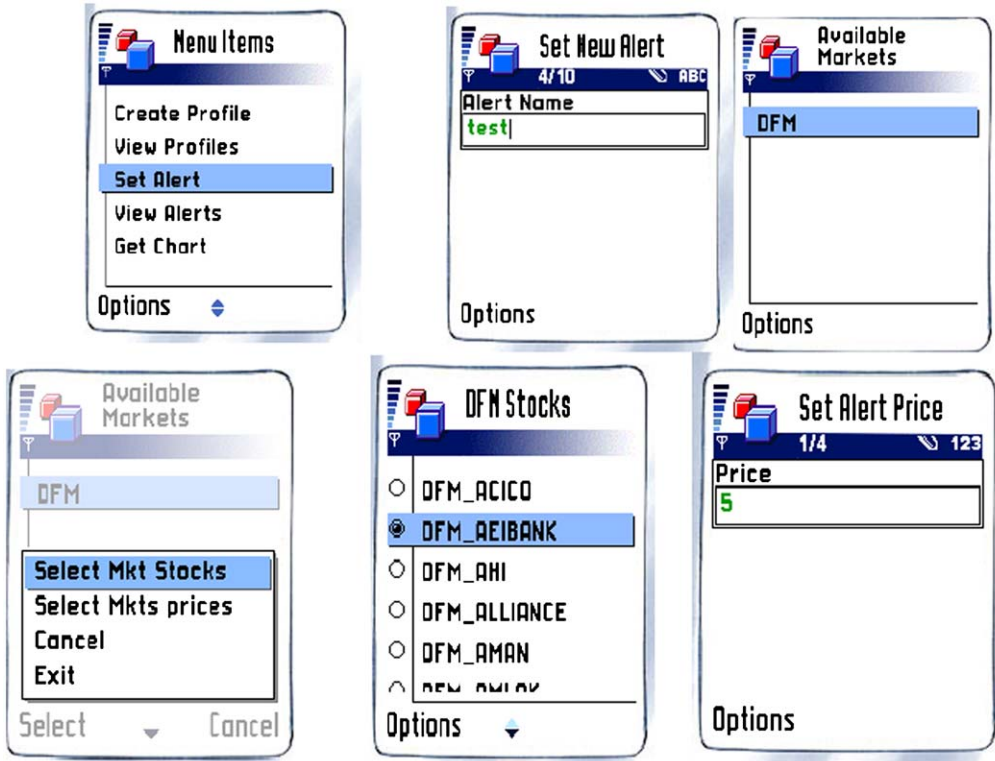 Menu Items
Create Profile
View Profiles
Set Alert
View Alerts
Get Chart
Options
Set New Alert
4/10 ABC
Alert Name
test
Options
Available
Markets
DFM
Options
Available
Markets
DFM
Select Mkt Stocks
Select Mkts prices
Cancel
Exit
Select Cancel
DFM Stocks
DFM_ACICO
DFM_AEIBANK
DFM_AHI
DFM_ALLIANCE
DFM_AMAN
Options
Set Alert Price
1/4 123
Price
5
Options